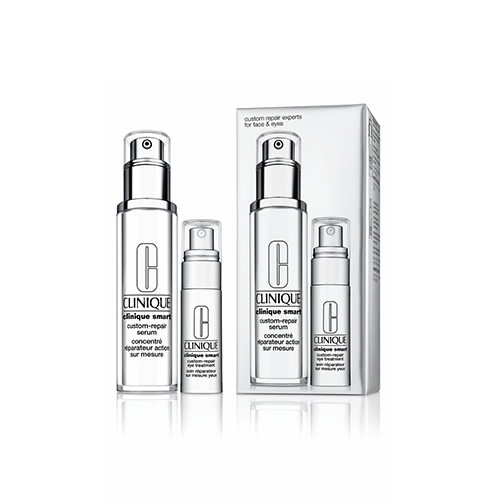 custom repair experts
for face & eyes
C
CLINIQUE
clinique smart
custom-repair
serum
concentré
réparateur action
sur mesure
C
CLINIQUE
clinique smart
custom-repair
eye treatment
soin réparateur
sur mesure yeux
C
CLINIQUE
clinique smart
custom-repair
serum
concentré
réparateur action
sur mesure
C
CLINIQUE
clinique smart
custom-repair
eye treatment
soin réparateur
sur mesure yeux